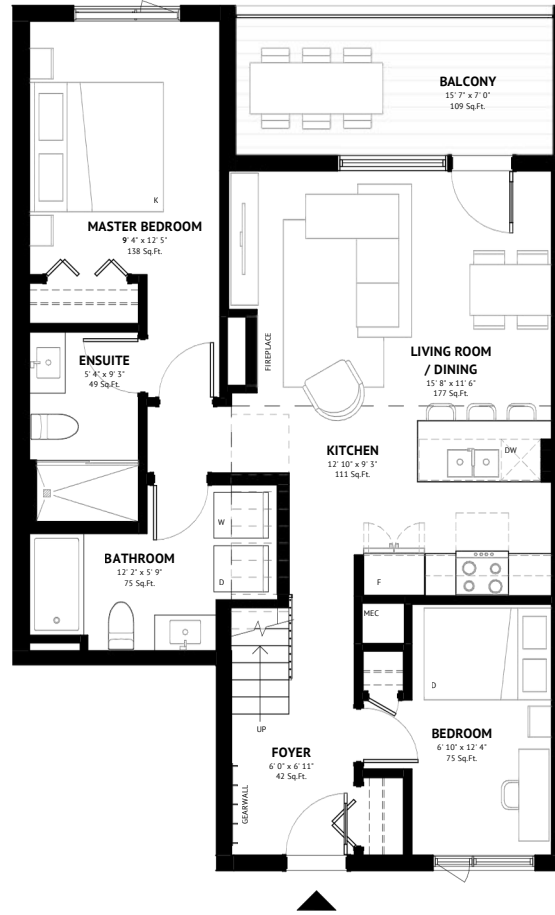 BALCONY
15' 7" x 7' 0"
109 Sq.Ft.
K
MASTER BEDROOM
9' 4" x 12' 5"
138 Sq.Ft.
FIREPLACE
ENSUITE
5' 4" x 9' 3"
49 Sq.Ft.
LIVING ROOM
/ DINING
15' 8" x 11' 6"
177 Sq.Ft.
KITCHEN
12' 10" x 9' 3"
111 Sq.Ft.
DW
W
D
BATHROOM
12' 2" x 5' 9"
75 Sq.Ft.
F
MEC
D
UP
BEDROOM
6' 10" x 12' 4"
75 Sq.Ft.
FOYER
6' 0" x 6' 11"
42 Sq.Ft.
GEARWALL